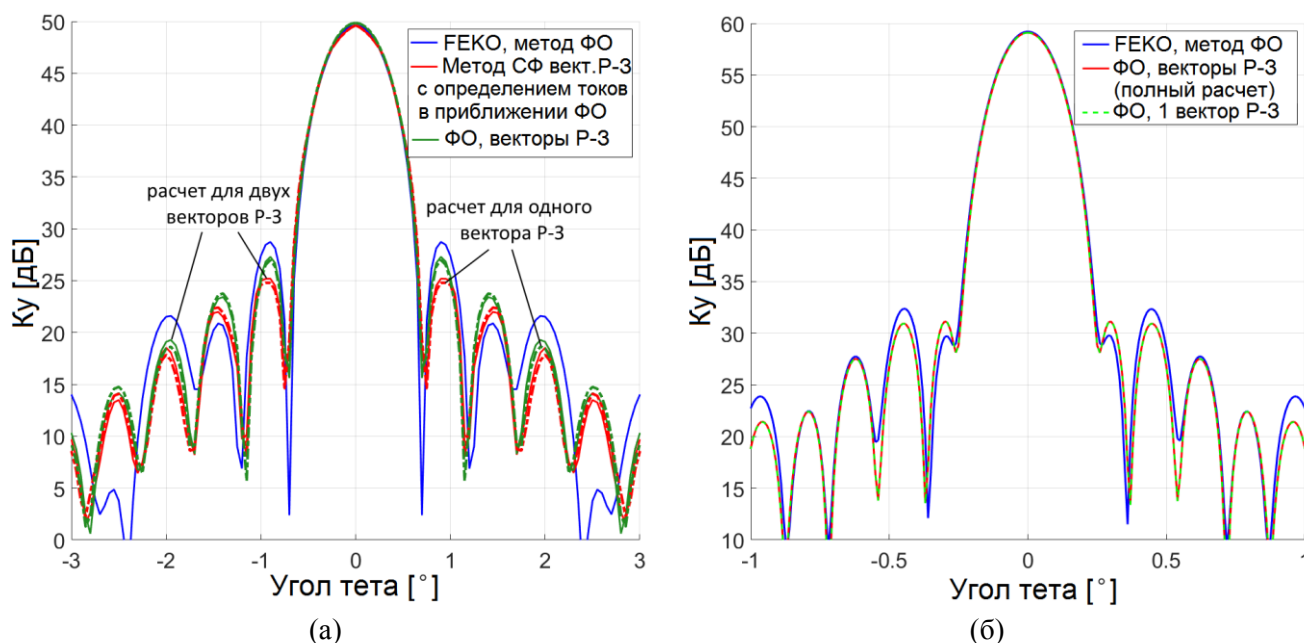 50
45
40
35
30
25
20
15
10
5
0
Ку [дБ]
-3
-2
-1
0
1
2
3
Угол тета [°]
FEKO, метод ФО
Метод СФ вект.Р-З
с определением токов
в приближении ФО
ФО, векторы Р-З
расчет для двух
векторов Р-З
расчет для одного
вектора Р-З
(а)
60
55
50
45
40
35
30
25
20
15
10
Ку [дБ]
-1
-0.5
0
0.5
1
Угол тета [°]
FEKO, метод ФО
ФО, векторы Р-З
(полный расчет)
ФО, 1 вектор Р-З
(б)